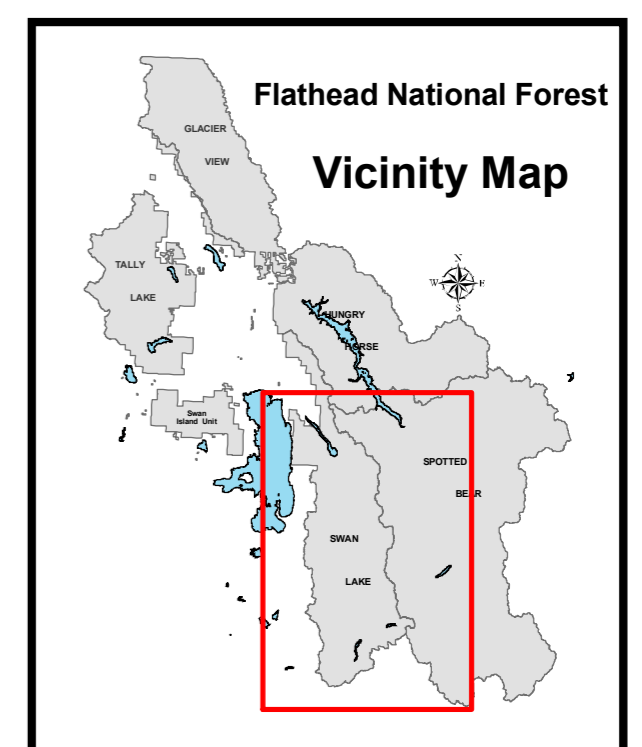 Flathead National Forest
Vicinity Map
GLACIER
VIEW
TALLY
LAKE
N
W E
S
HUNGRY
HORSE
Swan
Island Unit
SPOTTED
BEAR
SWAN
LAKE